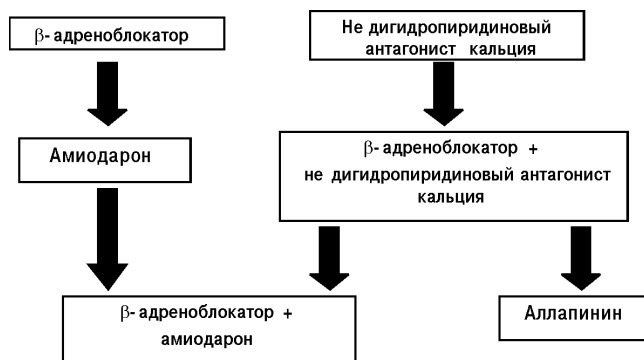 β- адреноблокатор
Не дигидропиридиновый
антагонист кальция
Амиодарон
β- адреноблокатор +
не дигидропиридиновый антагонист
кальция
β- адреноблокатор +
амиодарон
Аллапинин